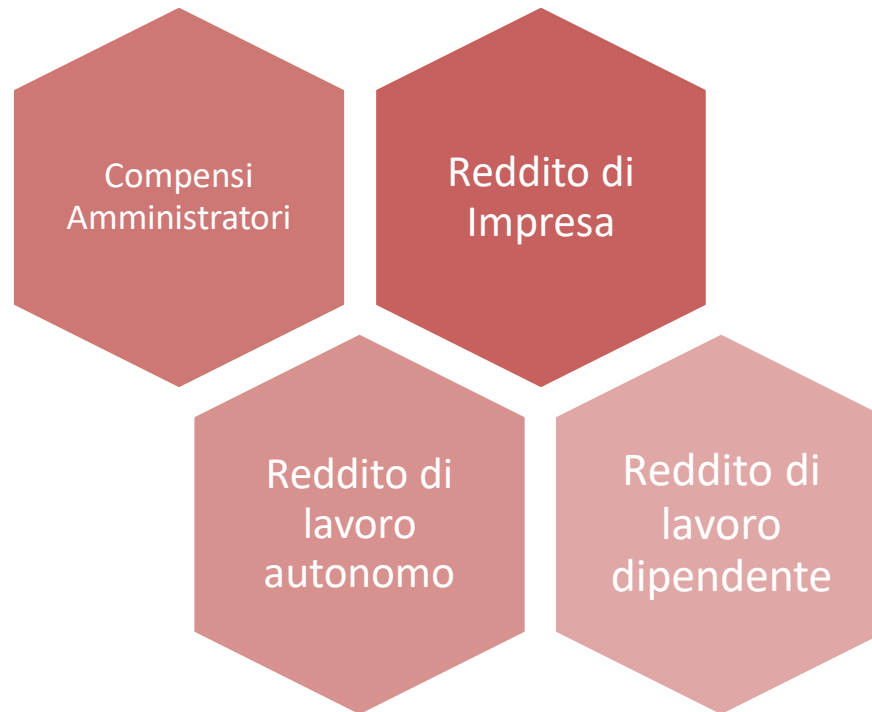 Compensi
Amministratori
Reddito di
Impresa
Reddito di
lavoro
autonomo
Reddito di
lavoro
dipendente